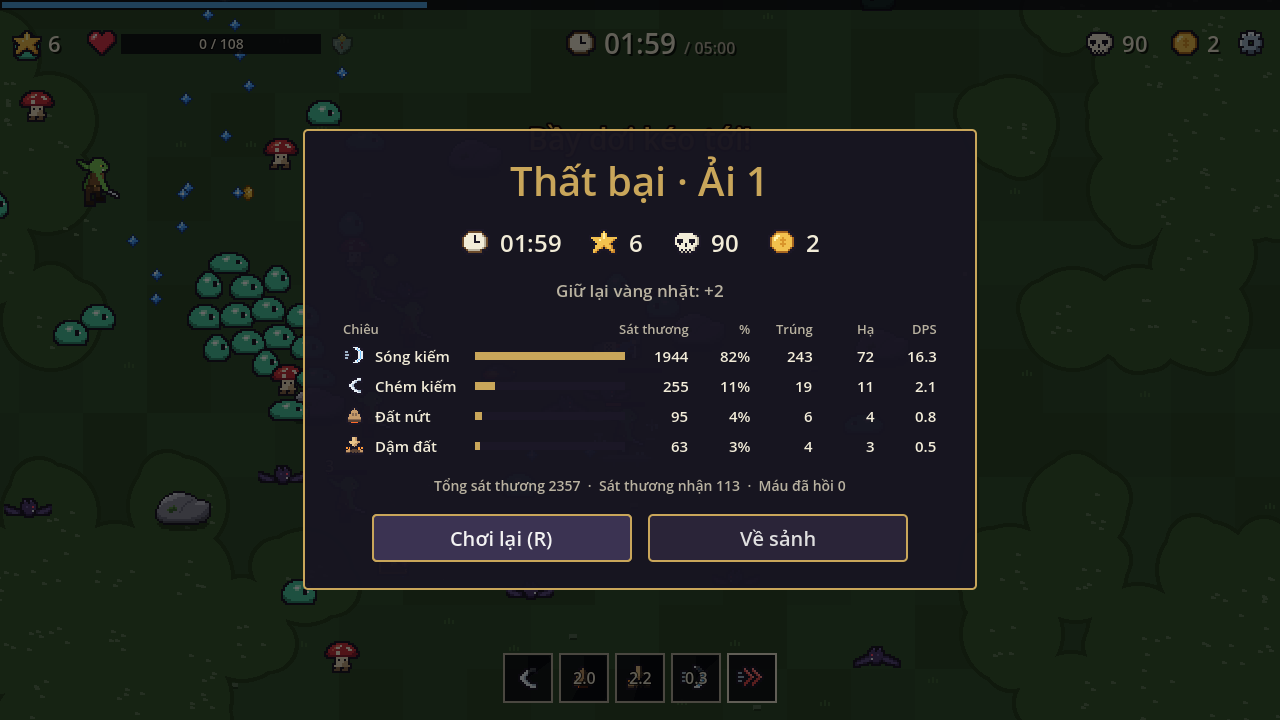 6 0 / 108 01:59 / 05:00 90 2
Bầy dơi kéo tới!
Thất bại · Ải 1
01:59 6 90 2
Giữ lại vàng nhặt: +2
Chiêu Sát thương % Trúng Hạ DPS
Sóng kiếm 1944 82% 243 72 16.3
Chém kiếm 255 11% 19 11 2.1
Đất nứt 95 4% 6 4 0.8
Dậm đất 63 3% 4 3 0.5
Tổng sát thương 2357 · Sát thương nhận 113 · Máu đã hồi 0
Chơi lại (R) Về sảnh
2.0 2.2 0.3